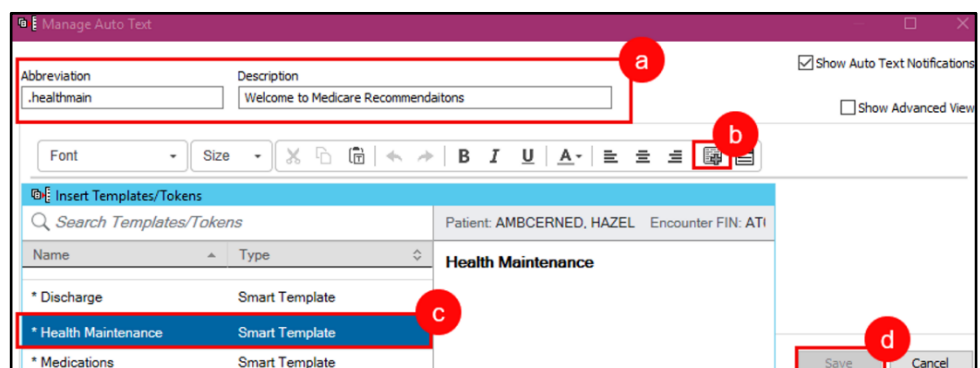 Manage Auto Text
a
Show Auto Text Notifications
Abbreviation Description
.healthmain Welcome to Medicare Recommendaitons
Show Advanced View
b
Font Size B I U A
Insert Templates/Tokens
Search Templates/Tokens Patient: AMBCERNED, HAZEL Encounter FIN:
Name Type Health Maintenance
* Discharge Smart Template
c
* Health Maintenance Smart Template
d
* Medications Smart Template Save Cancel